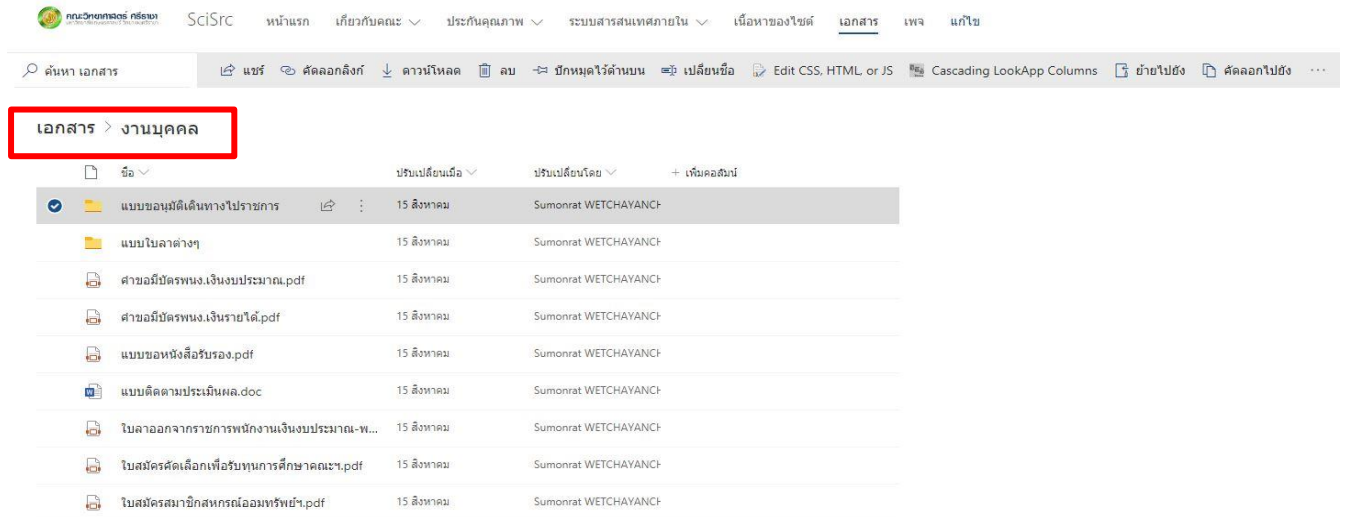 คณะวิทยาศาสตร์ ศรีราชา SciSrc หน้าแรก เกี่ยวกับคณะ ประกันคุณภาพ ระบบสารสนเทศภายใน เนื้อหาของไซต์ เอกสาร เพจ แก้ไข
ค้นหา เอกสาร แชร์ คัดลอกลิงก์ ดาวน์โหลด ลบ ปักหมุดไว้ด้านบน เปลี่ยนชื่อ Edit CSS, HTML, or JS Cascading LookApp Columns ย้ายไปยัง คัดลอกไปยัง ...
เอกสาร > งานบุคคล
ชื่อ ปรับเปลี่ยนเมื่อ ปรับเปลี่ยนโดย + เพิ่มคอลัมน์
แบบขอนุมัติเดินทางไปราชการ 15 สิงหาคม Sumonrat WETCHAYANCH
แบบใบลาต่างๆ 15 สิงหาคม Sumonrat WETCHAYANCH
คำขอมีบัตรพนง.เงินงบประมาณ.pdf 15 สิงหาคม Sumonrat WETCHAYANCH
คำขอมีบัตรพนง.เงินรายได้.pdf 15 สิงหาคม Sumonrat WETCHAYANCH
แบบขอหนังสือรับรอง.pdf 15 สิงหาคม Sumonrat WETCHAYANCH
แบบติดตามประเมินผล.doc 15 สิงหาคม Sumonrat WETCHAYANCH
ใบลาออกจากราชการพนักงานเงินงบประมาณ-พ... 15 สิงหาคม Sumonrat WETCHAYANCH
ใบสมัครคัดเลือกเพื่อรับทุนการศึกษาคณะฯ.pdf 15 สิงหาคม Sumonrat WETCHAYANCH
ใบสมัครสมาชิกสหกรณ์ออมทรัพย์ฯ.pdf 15 สิงหาคม Sumonrat WETCHAYANCH